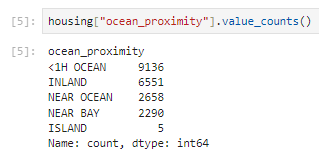 [5]: housing["ocean_proximity"].value_counts()
[5]: ocean_proximity
<1H OCEAN     9136
INLAND        6551
NEAR OCEAN    2658
NEAR BAY      2290
ISLAND           5
Name: count, dtype: int64